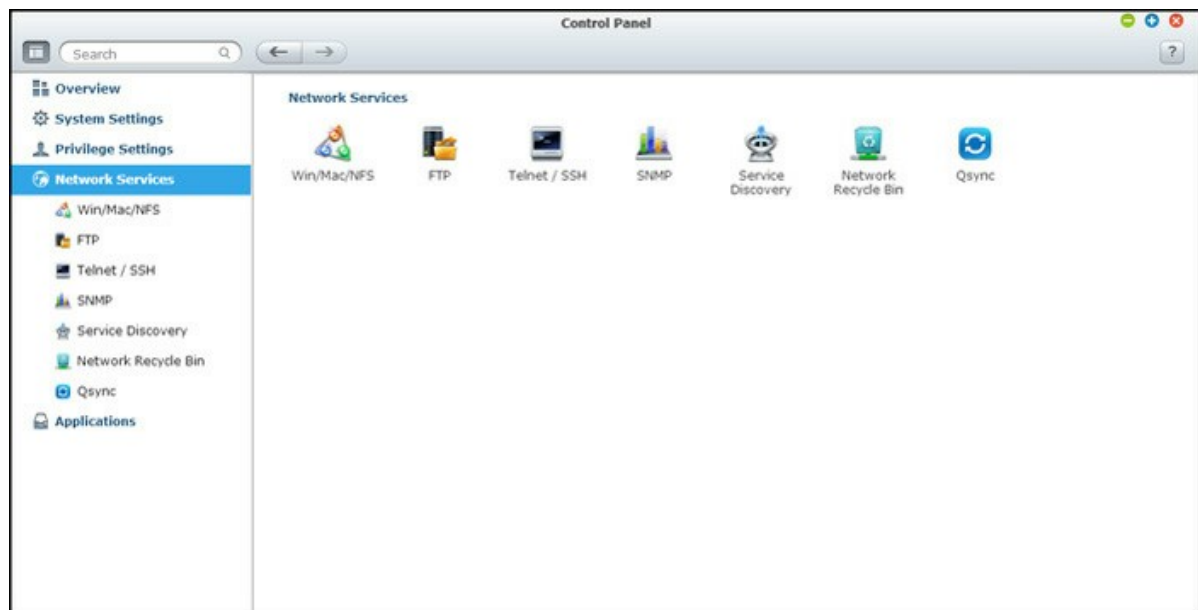 Control Panel
Search
?
Overview
System Settings
Privilege Settings
Network Services
Win/Mac/NFS
FTP
Telnet / SSH
SNMP
Service Discovery
Network Recycle Bin
Qsync
Applications
Network Services
Win/Mac/NFS
FTP
Telnet / SSH
SNMP
Service
Discovery
Network
Recycle Bin
Qsync